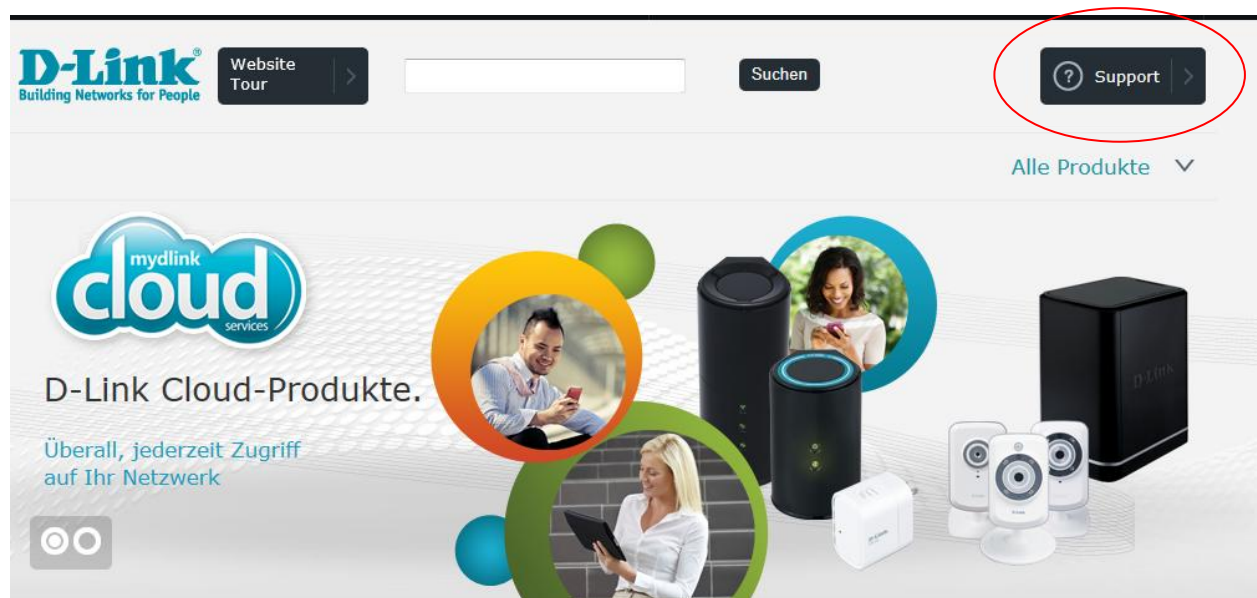 D-Link®
Building Networks for People
Website
Tour
Suchen
? Support
Alle Produkte
mydlink
cloud
services
D-Link Cloud-Produkte.
Überall, jederzeit Zugriff
auf Ihr Netzwerk
D-Link